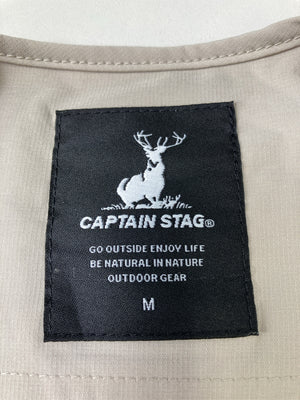 CAPTAIN STAG®
GO OUTSIDE ENJOY LIFE
BE NATURAL IN NATURE
OUTDOOR GEAR
M